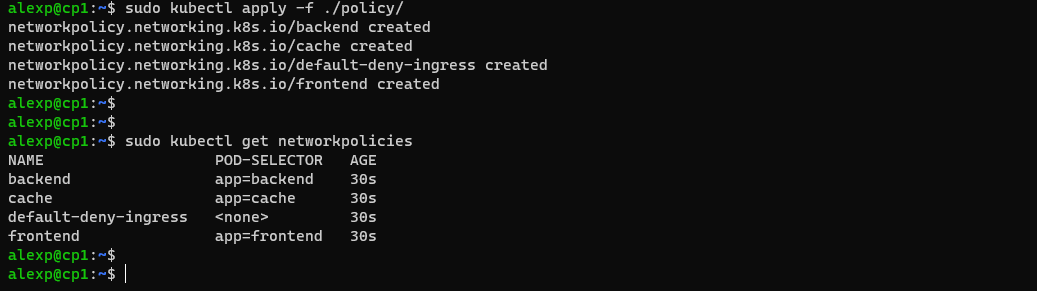 alexp@cp1:~$ sudo kubectl apply -f ./policy/
networkpolicy.networking.k8s.io/backend created
networkpolicy.networking.k8s.io/cache created
networkpolicy.networking.k8s.io/default-deny-ingress created
networkpolicy.networking.k8s.io/frontend created
alexp@cp1:~$
alexp@cp1:~$
alexp@cp1:~$ sudo kubectl get networkpolicies
NAME                   POD-SELECTOR   AGE
backend                app=backend    30s
cache                  app=cache      30s
default-deny-ingress   <none>         30s
frontend               app=frontend   30s
alexp@cp1:~$
alexp@cp1:~$